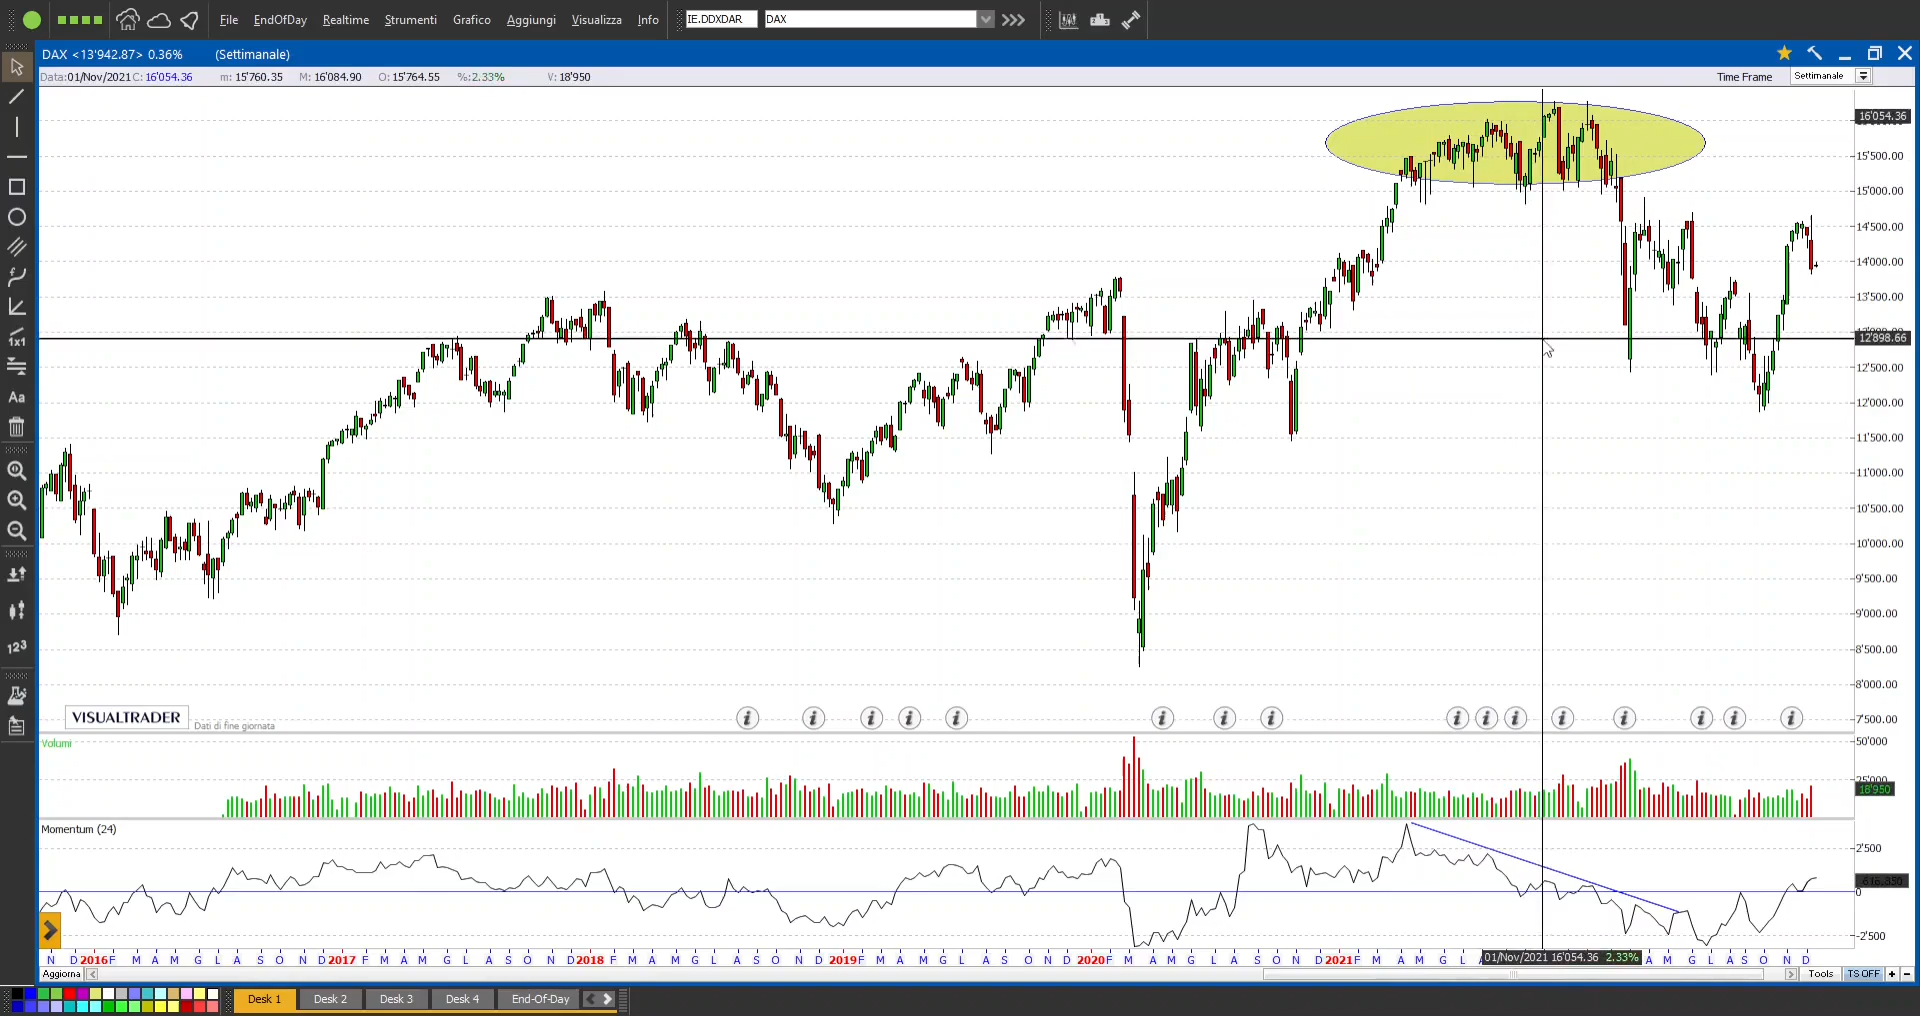 File EndOfDay Realtime Strumenti Grafico Aggiungi Visualizza Info IE.DDXDAR DAX
DAX <13'942.87> 0.36% (Settimanale)
Data:01/Nov/2021 C: 16'054.36 m: 15'760.35 M: 16'084.90 O: 15'764.55 %:2.33% V: 18'950 Time Frame Settimanale
16'054.36
15'500.00
15'000.00
14'500.00
14'000.00
13'500.00
12'898.66
12'500.00
12'000.00
11'500.00
11'000.00
10'500.00
10'000.00
9'500.00
9'000.00
8'500.00
8'000.00
7'500.00
1x1
Aa
123
VISUALTRADER Dati di fine giornata
Volumi
50'000
25'000
18'950
Momentum (24)
2'500
616.850
0
-2'500
N D 2016 F M A M G L A S O N D 2017 F M A M G L A S O N D 2018 F M A M G L A S O N D 2019 F M A M G L A S O N D 2020 F M A M G L A S O N D 2021 F M A M G L A 01/Nov/2021 16'054.36 2.33% A M G L A S O N D
Aggiorna Tools TS OFF
Desk 1 Desk 2 Desk 3 Desk 4 End-Of-Day